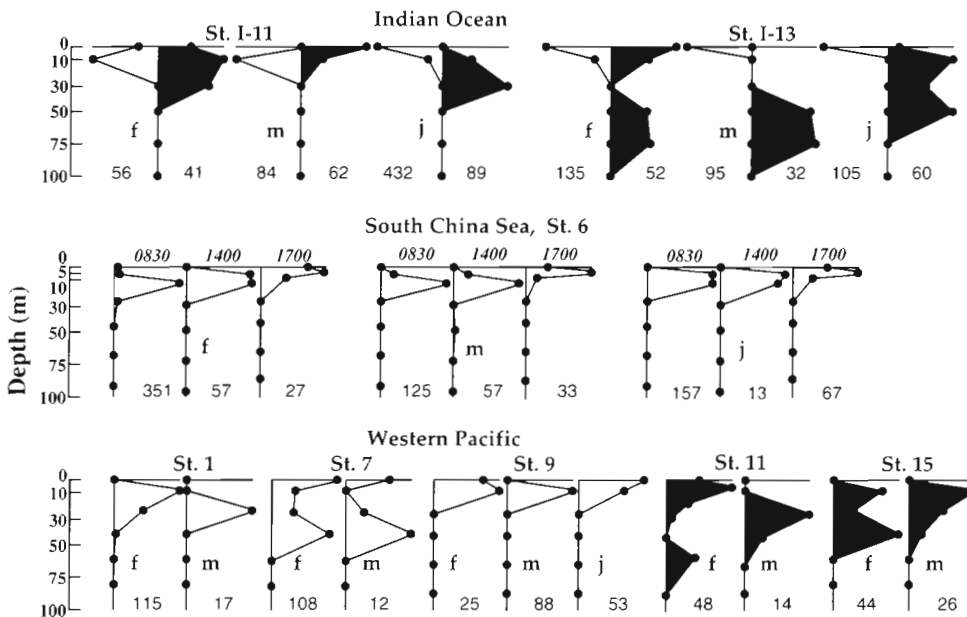 Indian Ocean
St. I-11 St. I-13
0
10
30
50
75
100
f m j f m j
56 41 84 62 432 89 135 52 95 32 105 60
South China Sea, St. 6
0830 1400 1700 0830 1400 1700 0830 1400 1700
0
5
10
30
50
75
100
f m j
351 57 27 125 57 33 157 13 67
Depth (m)
Western Pacific
St. 1 St. 7 St. 9 St. 11 St. 15
0
10
30
50
75
100
f m f m f m j f m f m
115 17 108 12 25 88 53 48 14 44 26